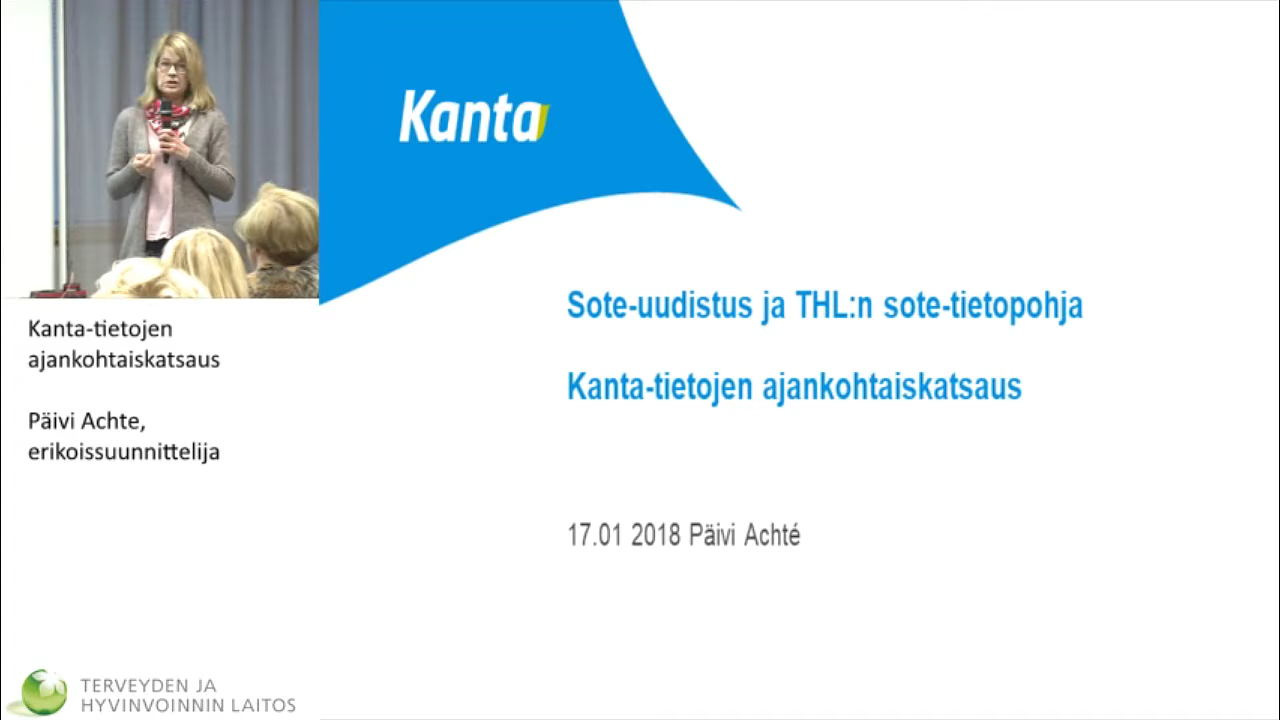 Kanta
Sote-uudistus ja THL:n sote-tietopohja
Kanta-tietojen ajankohtaiskatsaus
17.01 2018 Päivi Achté
Kanta-tietojen
ajankohtaiskatsaus
Päivi Achte,
erikoissuunnittelija
TERVEYDEN JA
HYVINVOINNIN LAITOS